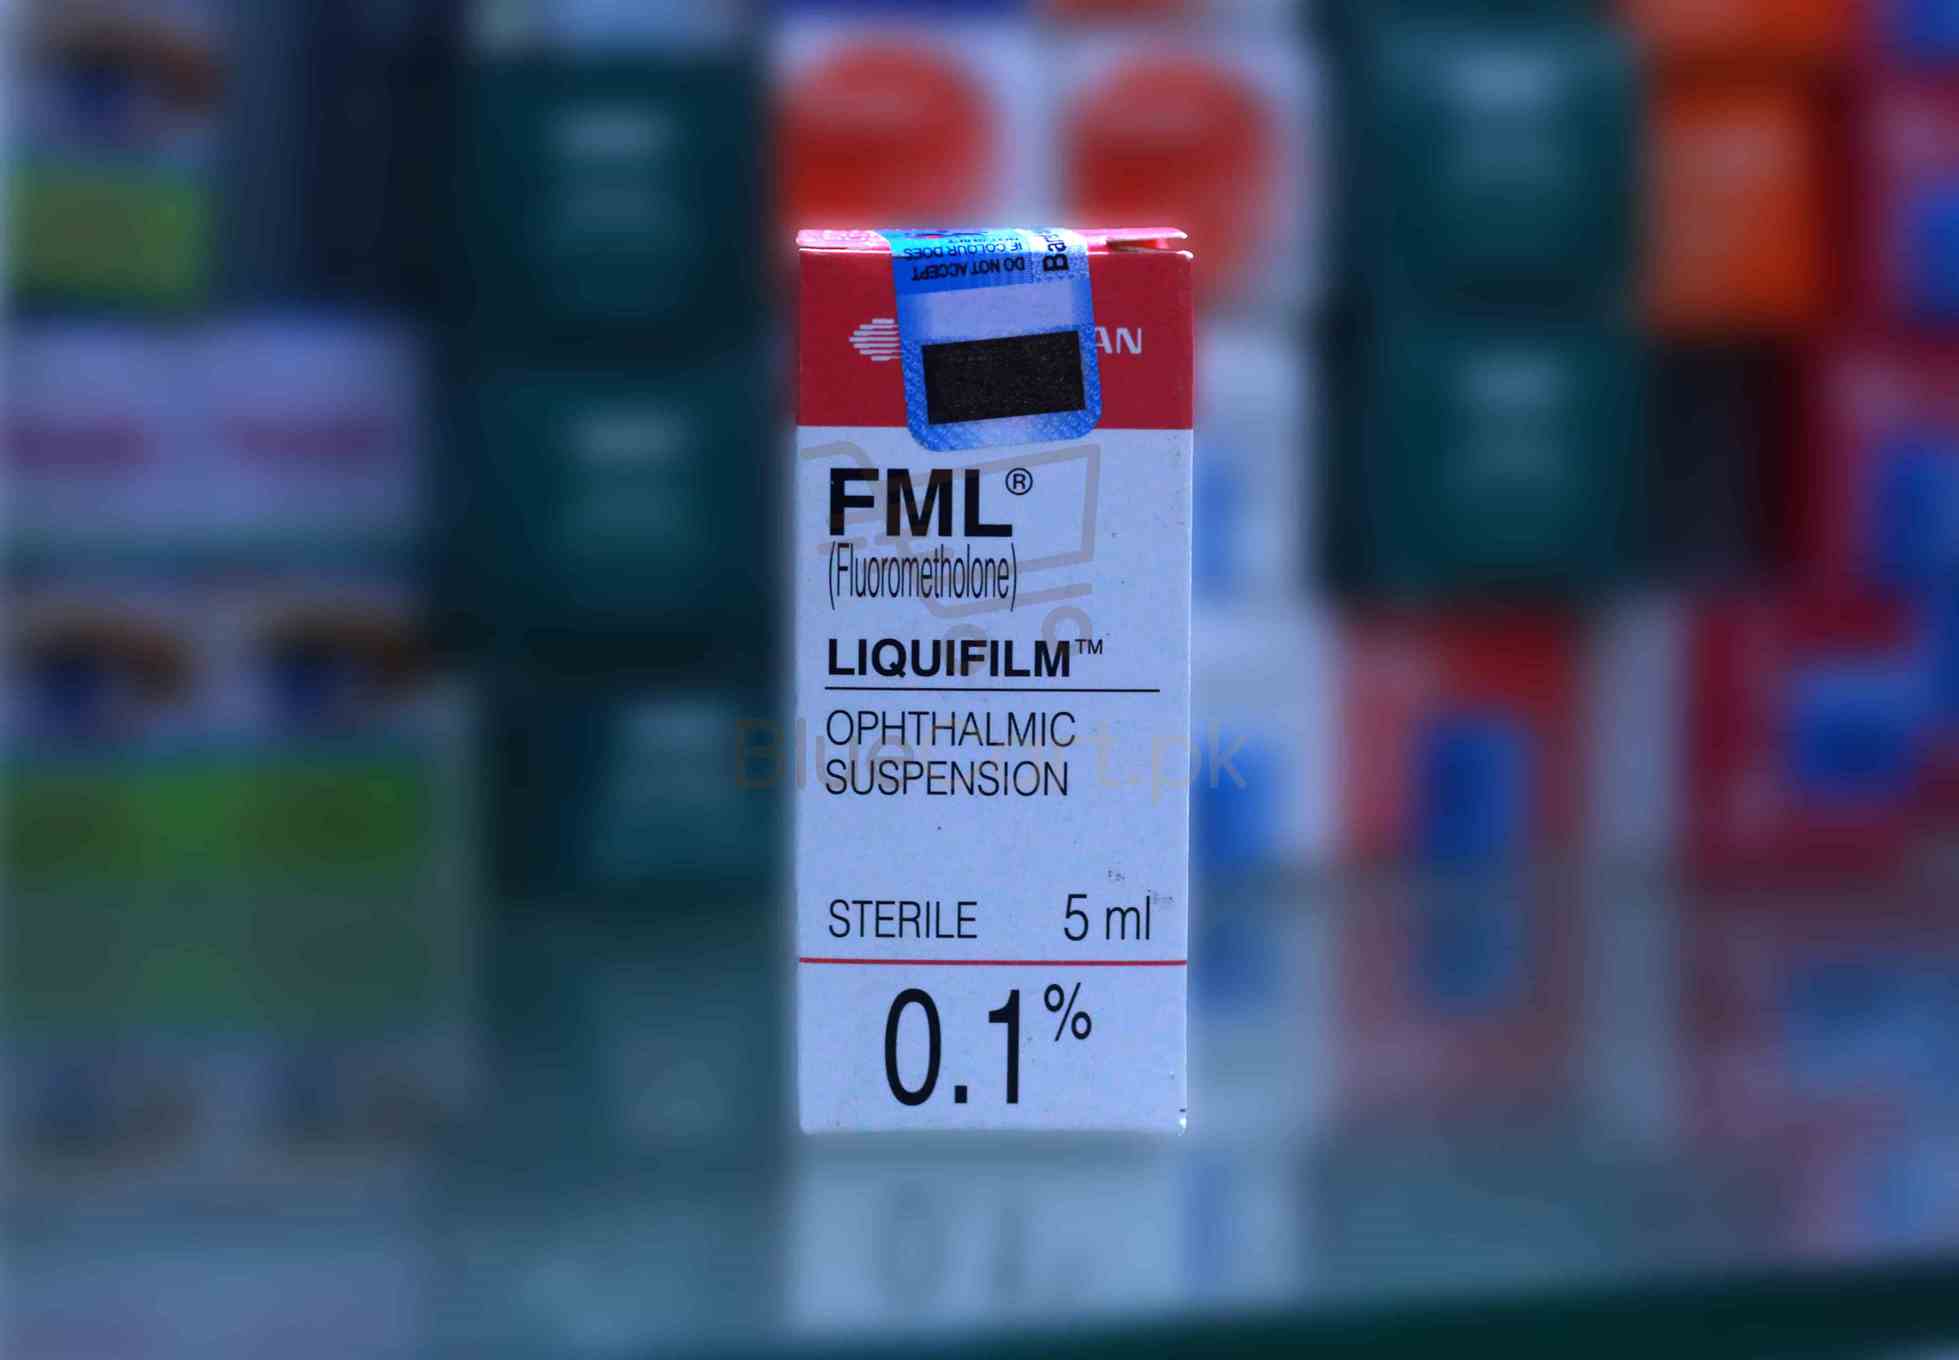 IF COLOUR DOES
DO NOT ACCEPT
AN
FML®
(Fluorometholone)
LIQUIFILM™
OPHTHALMIC
SUSPENSION
STERILE 5 ml
0.1%